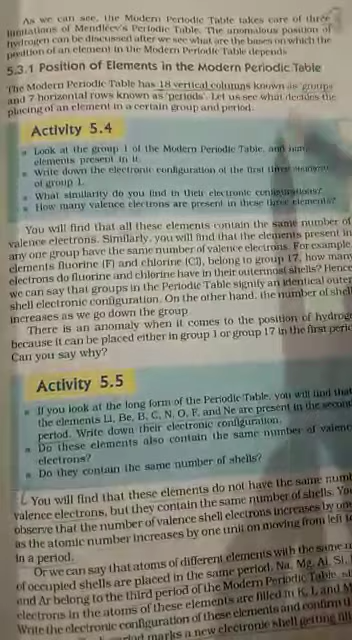 As we can see, the Modern Periodic Table takes care of three
limitations of Mendléev's Periodic Table. The anomalous position of
hydrogen can be discussed after we see what are the bases on which the
position of an element in the Modern Periodic Table depends.
5.3.1 Position of Elements in the Modern Periodic Table
The Modern Periodic Table has 18 vertical columns known as 'groups'
and 7 horizontal rows known as 'periods'. Let us see what decides the
placing of an element in a certain group and period.
Activity 5.4
Look at the group 1 of the Modern Periodic Table, and name
elements present in it.
Write down the electronic configuration of the first three elements
of group 1.
What similarity do you find in their electronic configurations?
How many valence electrons are present in these three elements?
You will find that all these elements contain the same number of
valence electrons. Similarly, you will find that the elements present in
any one group have the same number of valence electrons. For example,
elements fluorine (F) and chlorine (Cl), belong to group 17, how many
electrons do fluorine and chlorine have in their outermost shells? Hence,
we can say that groups in the Periodic Table signify an identical outer
shell electronic configuration. On the other hand, the number of shells
increases as we go down the group.
There is an anomaly when it comes to the position of hydrogen
because it can be placed either in group 1 or group 17 in the first period
Can you say why?
Activity 5.5
If you look at the long form of the Periodic Table, you will find that
the elements Li, Be, B, C, N, O, F, and Ne are present in the second
period. Write down their electronic configuration.
Do these elements also contain the same number of valence
electrons?
Do they contain the same number of shells?
You will find that these elements do not have the same number
valence electrons, but they contain the same number of shells. You
observe that the number of valence shell electrons increases by one
as the atomic number increases by one unit on moving from left to
in a period.
Or we can say that atoms of different elements with the same
of occupied shells are placed in the same period. Na, Mg, Al, Si,
and Ar belong to the third period of the Modern Periodic Table,
electrons in the atoms of these elements are filled in K, L and M
Write the electronic configuration of these elements and confirm
period marks a new electronic shell getting